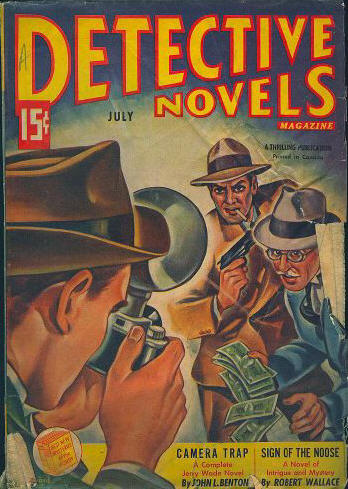 DETECTIVE
NOVELS
MAGAZINE
15¢
JULY
A THRILLING PUBLICATION
Printed in Canada
CAMERA TRAP
A Complete
Jerry Wade Novel
By JOHN L. BENTON
SIGN OF THE NOOSE
A Novel of
Intrigue and Mystery
By ROBERT WALLACE